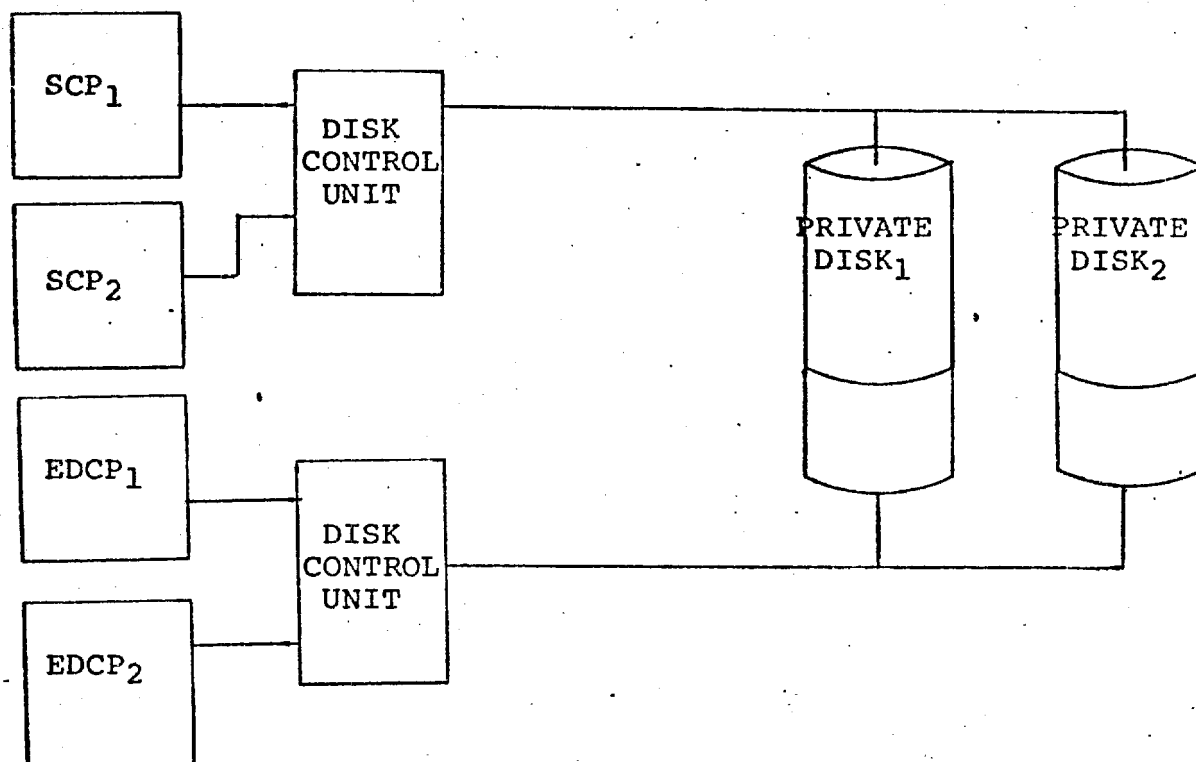 SCP1
DISK
CONTROL
UNIT
SCP2
PRIVATE
DISK1
PRIVATE
DISK2
EDCP1
DISK
CONTROL
UNIT
EDCP2